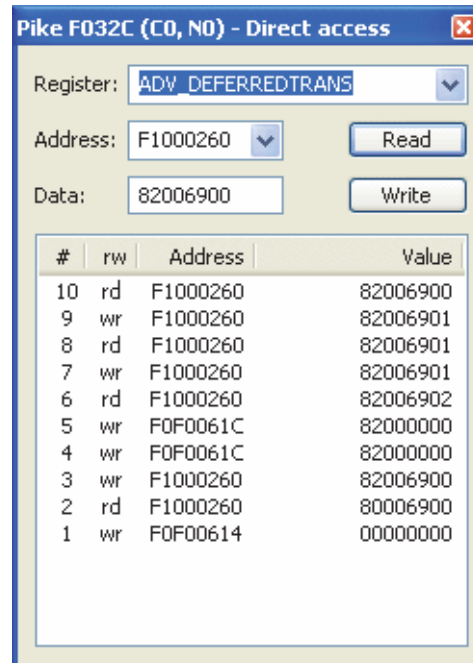 Pike F032C (C0, N0) - Direct access
Register: ADV_DEFERREDTRANS
Address: F1000260 Read
Data: 82006900 Write
# rw Address Value
10 rd F1000260 82006900
9 wr F1000260 82006901
8 rd F1000260 82006901
7 wr F1000260 82006901
6 rd F1000260 82006902
5 wr F0F0061C 82000000
4 wr F0F0061C 82000000
3 wr F1000260 82006900
2 rd F1000260 80006900
1 wr F0F00614 00000000